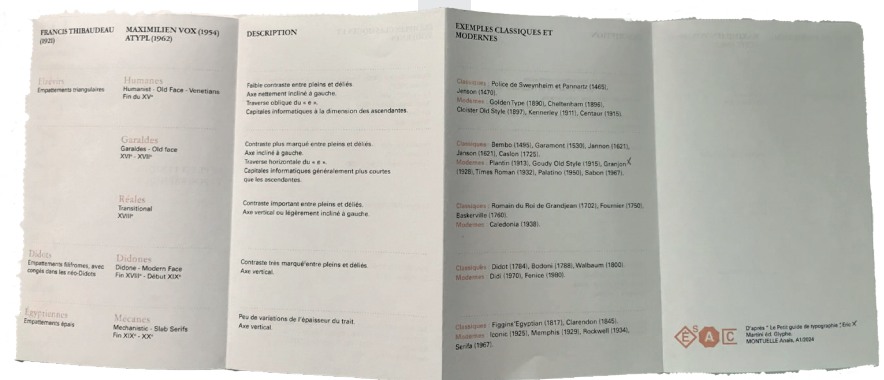 FRANCIS THIBAUDEAU
(1921)
MAXIMILIEN VOX (1954)
ATYPI (1962)
DESCRIPTION
EXEMPLES CLASSIQUES ET
MODERNES
Elzévirs
Empattements triangulaires
Humanes
Humanist - Old Face - Venetians
Fin du XVᵉ
Faible contraste entre pleins et déliés.
Axe nettement incliné à gauche.
Traverse oblique du « e ».
Capitales informatiques à la dimension des ascendantes.
Classiques : Police de Sweynheim et Pannartz (1465),
Jenson (1470).
Modernes : Golden Type (1890), Cheltenham (1896),
Cloister Old Style (1897), Kennerley (1911), Centaur (1915).
Garaldes
Garaldes - Old face
XVIᵉ - XVIIᵉ
Contraste plus marqué entre pleins et déliés.
Axe incliné à gauche.
Traverse horizontale du « e ».
Capitales informatiques généralement plus courtes
que les ascendantes.
Classiques : Bembo (1495), Garamont (1530), Jannon (1621),
Janson (1621), Caslon (1725).
Modernes : Plantin (1913), Goudy Old Style (1915), Granjon
(1928), Times Roman (1932), Palatino (1950), Sabon (1967).
Réales
Transitional
XVIIIᵉ
Contraste important entre pleins et déliés.
Axe vertical ou légèrement incliné à gauche.
Classiques : Romain du Roi de Grandjean (1702), Fournier (1750),
Baskerville (1760).
Modernes : Caledonia (1938).
Didots
Empattements filiformes, avec
congés dans les néo-Didots
Didones
Didone - Modern Face
Fin XVIIIᵉ - Début XIXᵉ
Contraste très marqué entre pleins et déliés.
Axe vertical.
Classiques : Didot (1784), Bodoni (1788), Walbaum (1800).
Modernes : Didi (1970), Fenice (1980).
Egyptiennes
Empattements épais
Mécanes
Mechanistic - Slab Serifs
Fin XIXᵉ - XXᵉ
Peu de variations de l'épaisseur du trait.
Axe vertical.
Classiques : Figgins Egyptian (1817), Clarendon (1845).
Modernes : Iconic (1925), Memphis (1929), Rockwell (1934),
Serifa (1967).
ESAC
D'après " Le Petit guide de typographie ", Eric
Martini éd. Glyphe.
MONTUELLE Anaïs, A1/2024